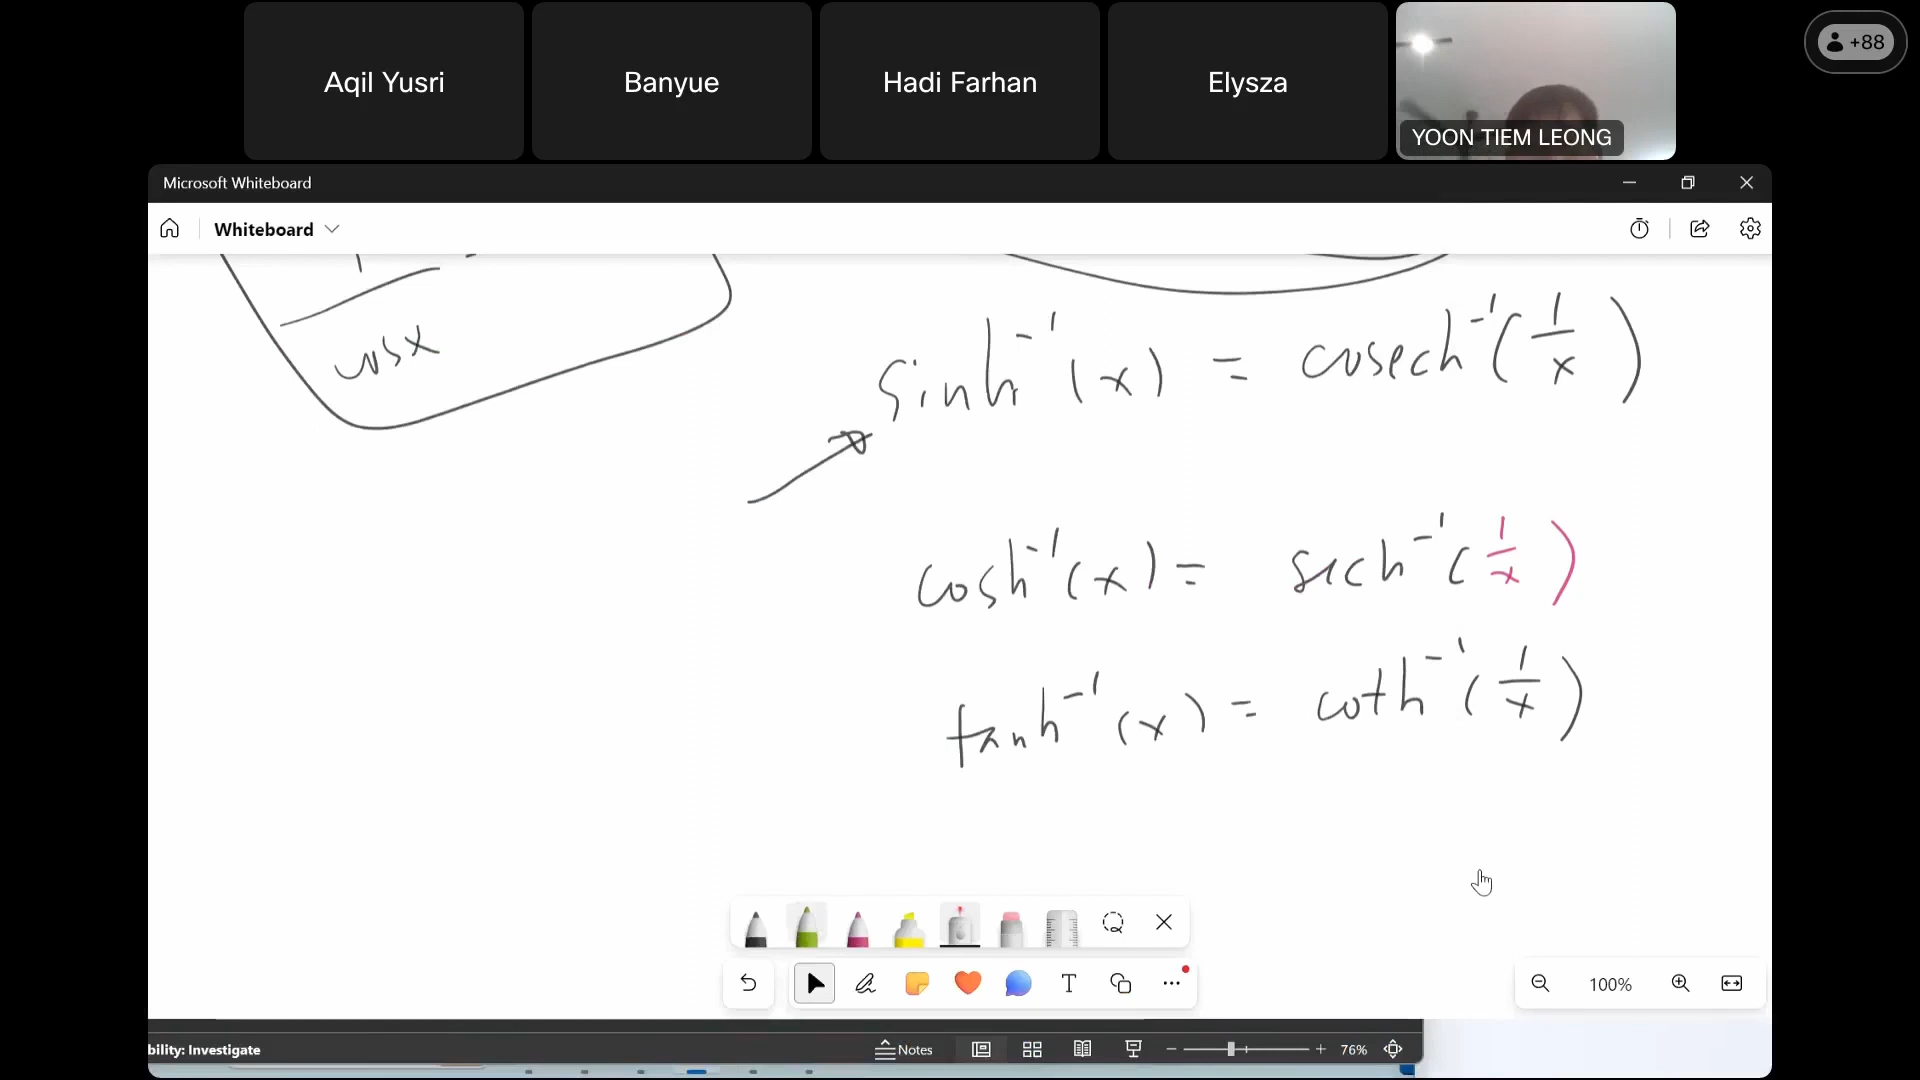 Aqil Yusri
Banyue
Hadi Farhan
Elysza
YOON TIEM LEONG
+88
Microsoft Whiteboard
Whiteboard
1
cosx
Sinh⁻¹(x) = cosech⁻¹(1/x)
cosh⁻¹(x) = sech⁻¹(1/x)
tanh⁻¹(x) = coth⁻¹(1/x)
T
100%
bility: Investigate
Notes
76%